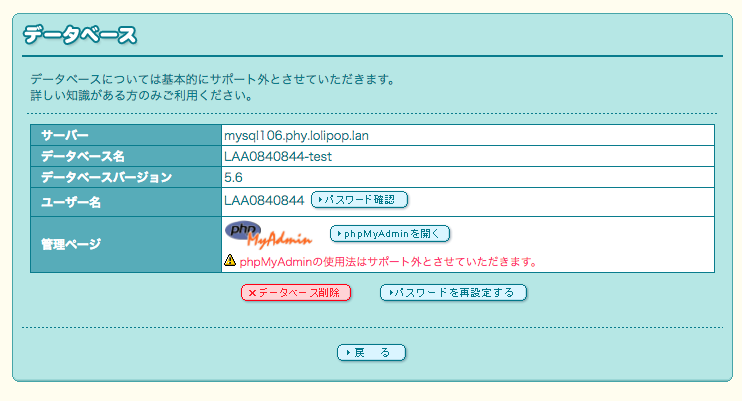 データベース
データベースについては基本的にサポート外とさせていただきます。
詳しい知識がある方のみご利用ください。
サーバー mysql106.phy.lolipop.lan
データベース名 LAA0840844-test
データベースバージョン 5.6
ユーザー名 LAA0840844 パスワード確認
管理ページ php MyAdmin phpMyAdminを開く
phpMyAdminの使用法はサポート外とさせていただきます。
×データベース削除 パスワードを再設定する
戻　る